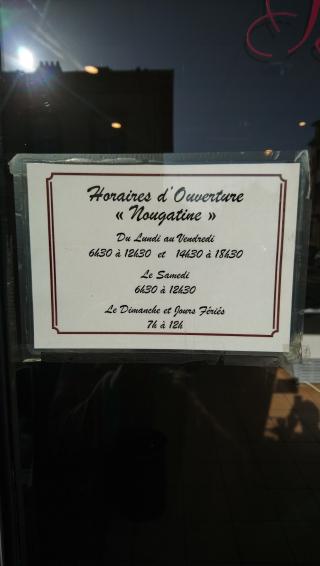 Horaires d'Ouverture
« Nougatine »
Du Lundi au Vendredi
6h30 à 12h30 et 14h30 à 18h30
Le Samedi
6h30 à 12h30
Le Dimanche et Jours Fériés
7h à 12h